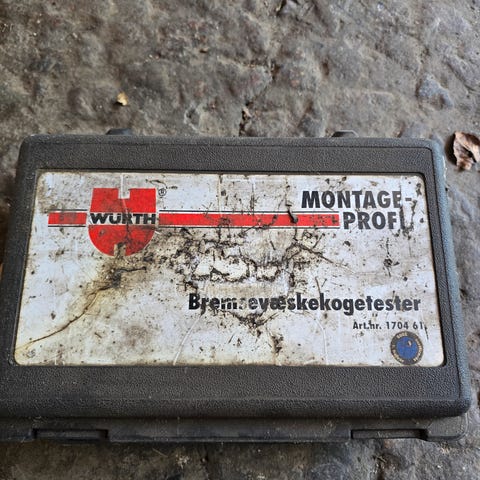 WÜRTH ®
MONTAGE-
PROFI
Bremsevæskekogetester
Art.nr. 1704 61